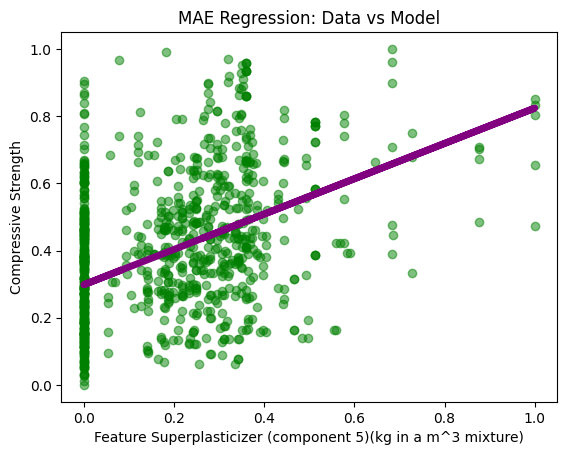 MAE Regression: Data vs Model
Compressive Strength
1.0
0.8
0.6
0.4
0.2
0.0
0.0 0.2 0.4 0.6 0.8 1.0
Feature Superplasticizer (component 5)(kg in a m^3 mixture)